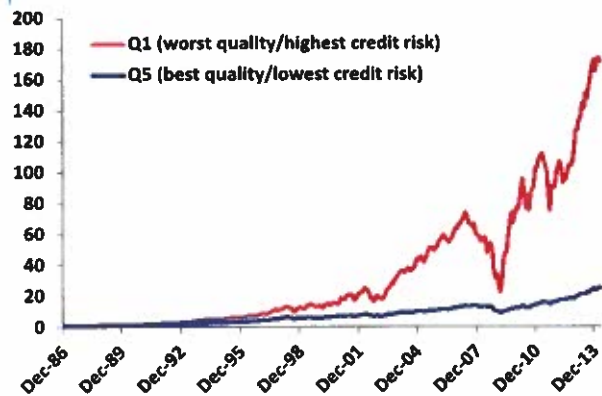 200
Q1 (worst quality/highest credit risk)
180
Q5 (best quality/lowest credit risk)
160
140
120
100
80
60
40
20
0
Dec-86
Dec-89
Dec-92
Dec-95
Dec-98
Dec-01
Dec-04
Dec-07
Dec-10
Dec-13